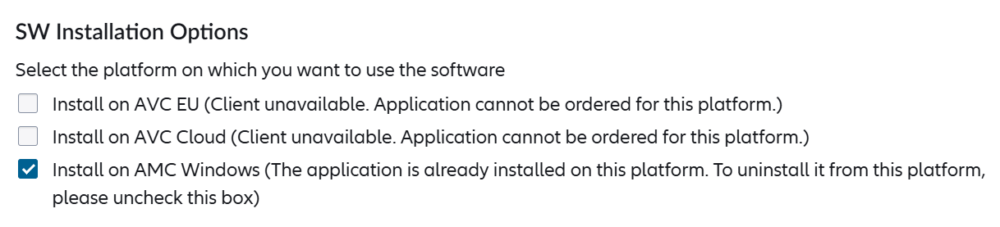 SW Installation Options
Select the platform on which you want to use the software
Install on AVC EU (Client unavailable. Application cannot be ordered for this platform.)
Install on AVC Cloud (Client unavailable. Application cannot be ordered for this platform.)
Install on AMC Windows (The application is already installed on this platform. To uninstall it from this platform,
please uncheck this box)